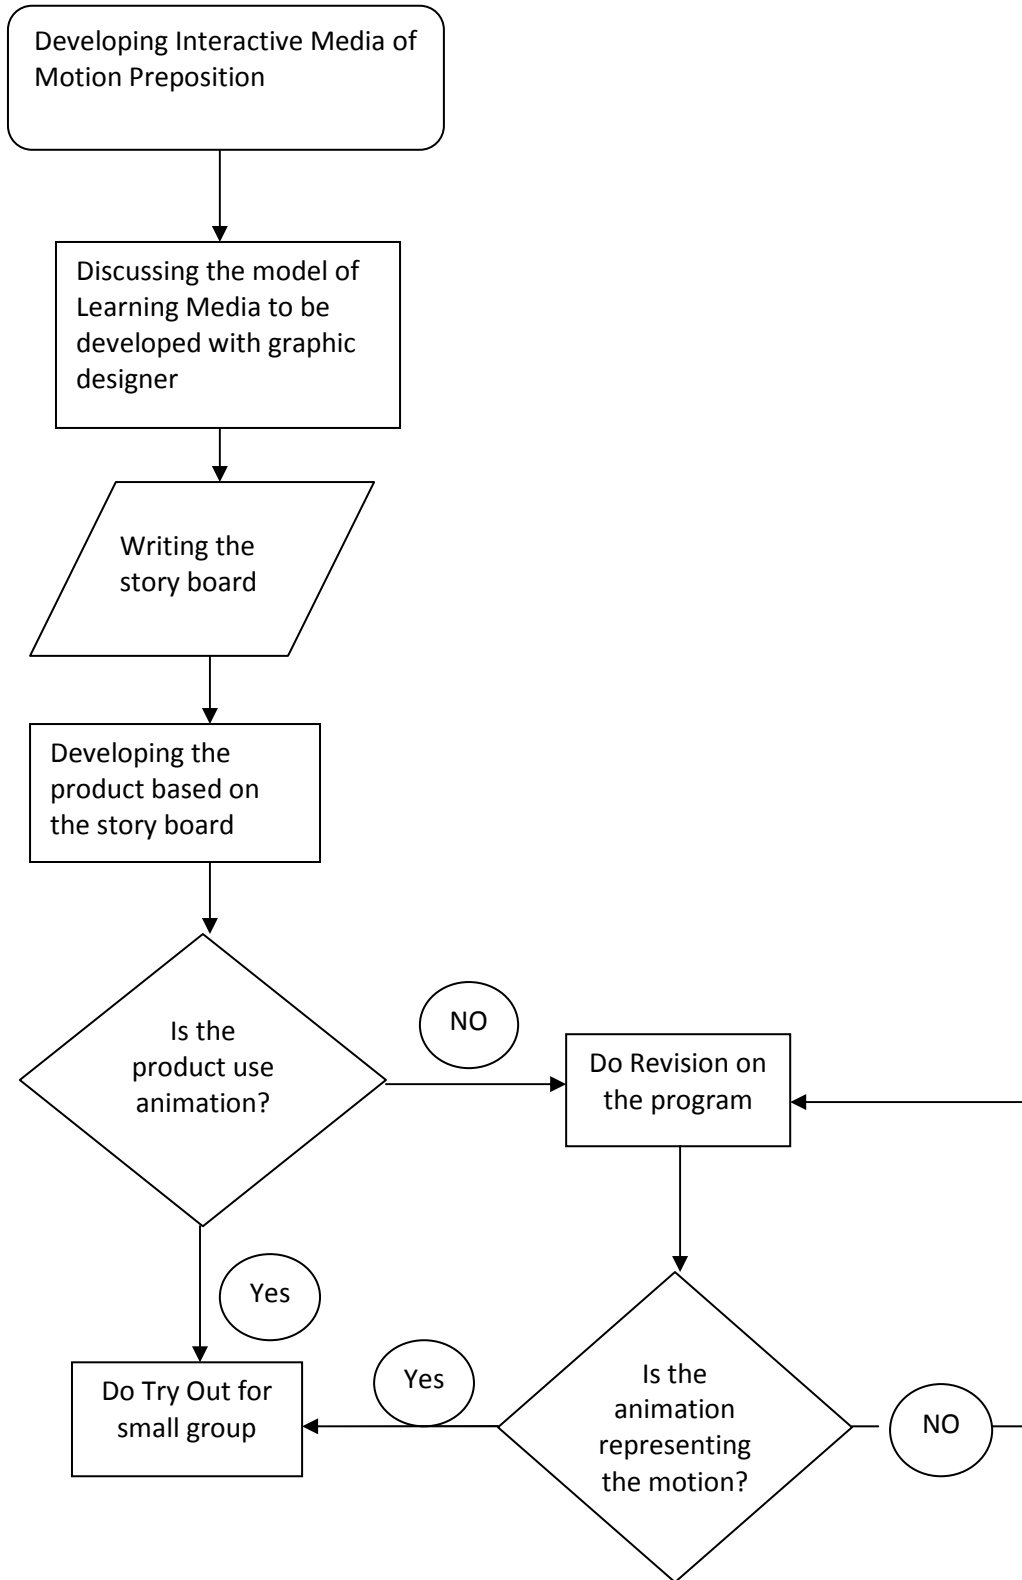 Developing Interactive Media of
Motion Preposition
Discussing the model of
Learning Media to be
developed with graphic
designer
Writing the
story board
Developing the
product based on
the story board
Is the
product use
animation?
NO
Do Revision on
the program
Yes
Do Try Out for
small group
Yes
Is the
animation
representing
the motion?
NO